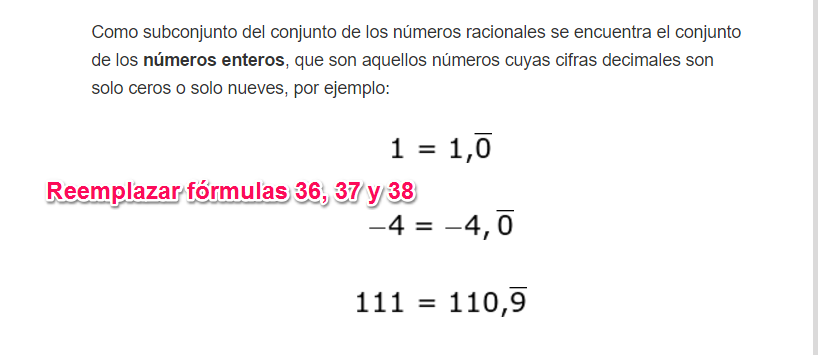 Como subconjunto del conjunto de los números racionales se encuentra el conjunto
de los números enteros, que son aquellos números cuyas cifras decimales son
solo ceros o solo nueves, por ejemplo:
1 = 1,0̅
Reemplazar fórmulas 36, 37 y 38
−4 = −4, 0̅
111 = 110,9̅